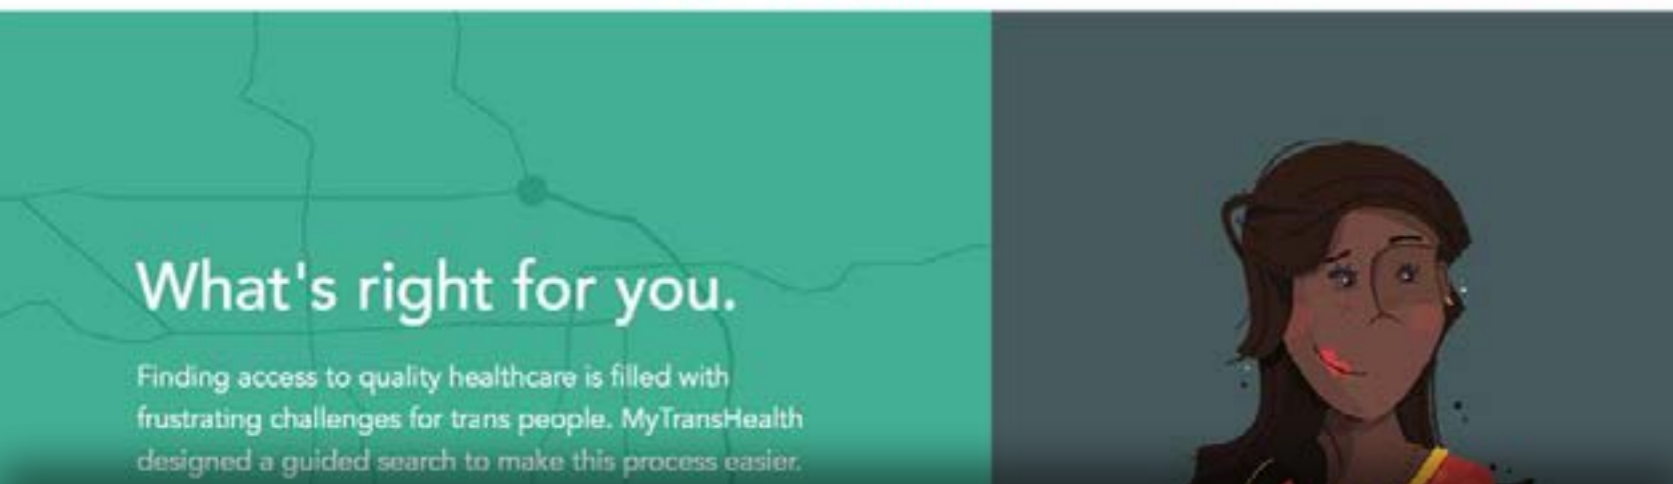 What's right for you.
Finding access to quality healthcare is filled with
frustrating challenges for trans people. MyTransHealth
designed a guided search to make this process easier.